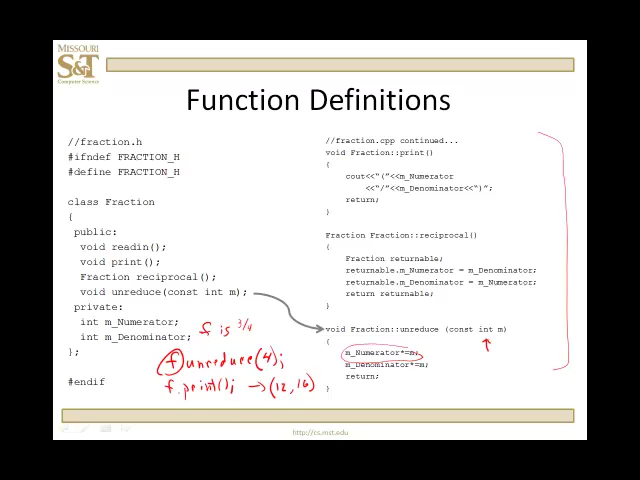 MISSOURI
S&T
Computer Science
Function Definitions
//fraction.h
#ifndef FRACTION_H
#define FRACTION_H
class Fraction
{
public:
void readin();
void print();
Fraction reciprocal();
void unreduce(const int m);
private:
int m_Numerator;
int m_Denominator;
};
#endif
f is 3/4
f unreduce(4);
f.print(); → (12, 16)
//fraction.cpp continued...
void Fraction::print()
{
cout<<“(”<<m_Numerator
<<“/”<<m_Denominator<<“)”;
return;
}
Fraction Fraction::reciprocal()
{
Fraction returnable;
returnable.m_Numerator = m_Denominator;
returnable.m_Denominator = m_Numerator;
return returnable;
}
void Fraction::unreduce (const int m)
{
m_Numerator*=m;
m_Denominator*=m;
return;
}
http://cs.mst.edu